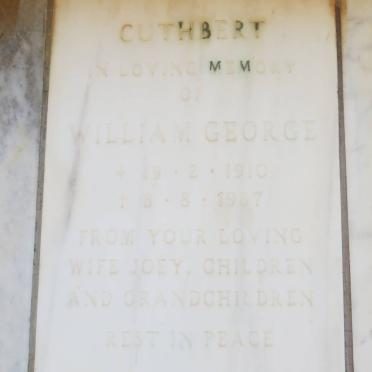 CUTHBERT
IN LOVING MEMORY
OF
WILLIAM GEORGE
+ 19 · 2 · 1910
† 8 · 8 · 1987
FROM YOUR LOVING
WIFE JOEY, CHILDREN
AND GRANDCHILDREN
REST IN PEACE